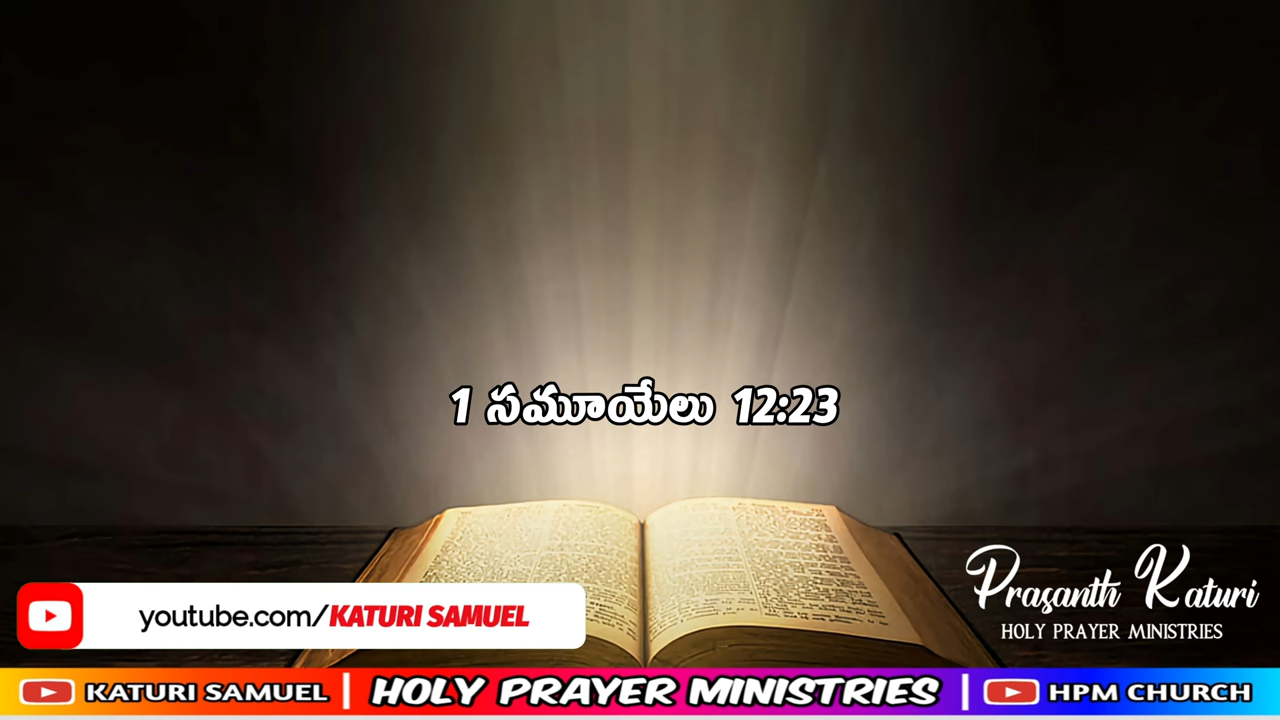 1 సమూయేలు 12:23
youtube.com/KATURI SAMUEL
Prasanth Katuri
HOLY PRAYER MINISTRIES
KATURI SAMUEL | HOLY PRAYER MINISTRIES | HPM CHURCH